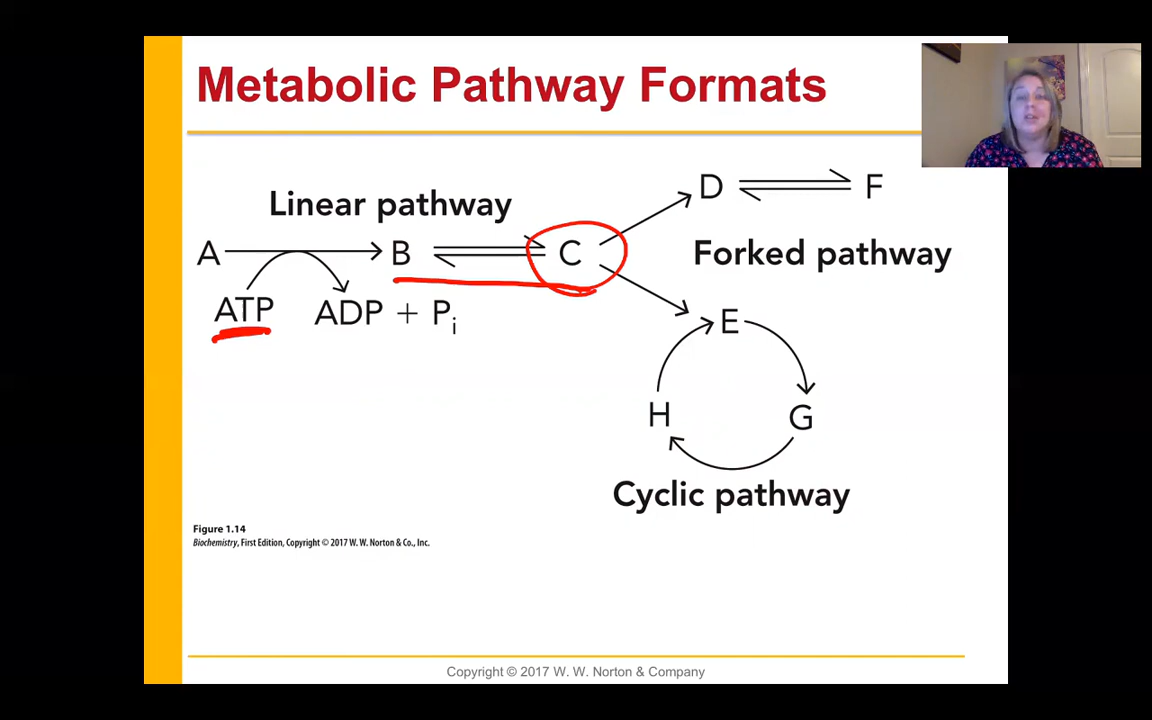 Metabolic Pathway Formats
Linear pathway
A
B
C
D
F
ATP
ADP + Pi
Forked pathway
E
H
G
Cyclic pathway
Figure 1.14
Biochemistry, First Edition, Copyright © 2017 W. W. Norton & Co., Inc.
Copyright © 2017 W. W. Norton & Company